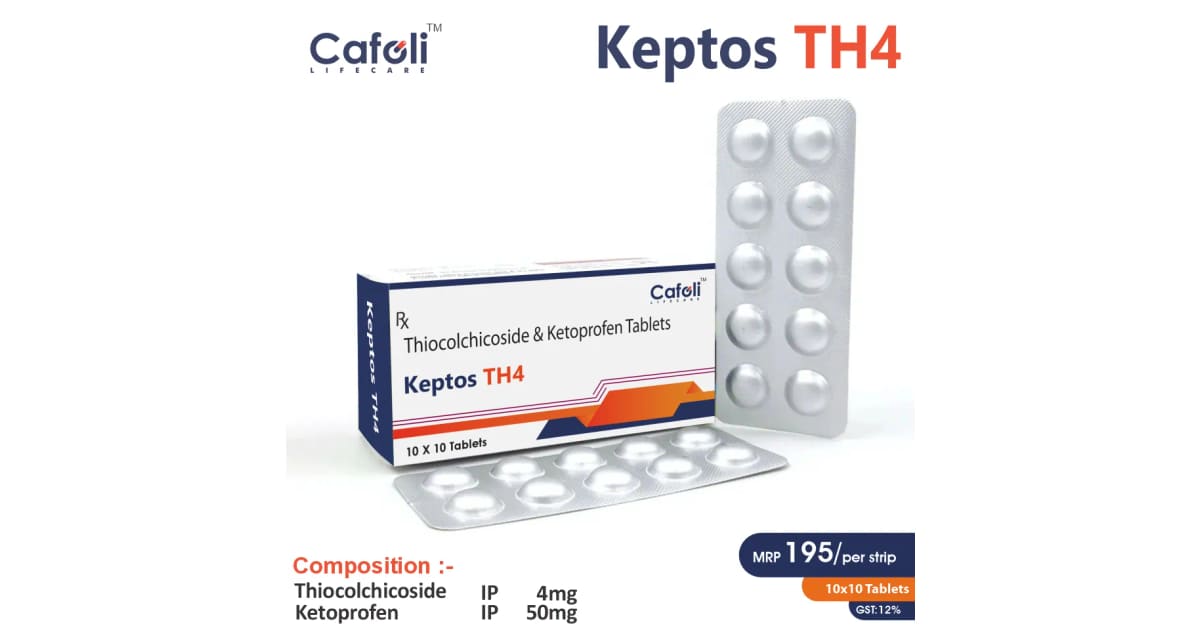 Cafoli™
LIFECARE
Keptos TH4
Cafoli™
LIFECARE
Rx
Thiocolchicoside & Ketoprofen Tablets
Keptos TH4
10 X 10 Tablets
Keptos TH4
Composition :-
Thiocolchicoside IP 4mg
Ketoprofen IP 50mg
MRP 195/per strip
10x10 Tablets
GST:12%